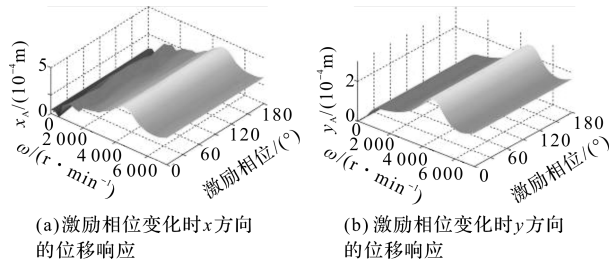 5
x_A/(10⁻⁴m)
0
0
2 000
4 000
6 000
ω/(r·min⁻¹)
0
60
120
180
激励相位/(°)
(a)激励相位变化时x方向
的位移响应
2
y_A/(10⁻⁴m)
0
0
2 000
4 000
6 000
ω/(r·min⁻¹)
0
60
120
180
激励相位/(°)
(b) 激励相位变化时y方向
的位移响应